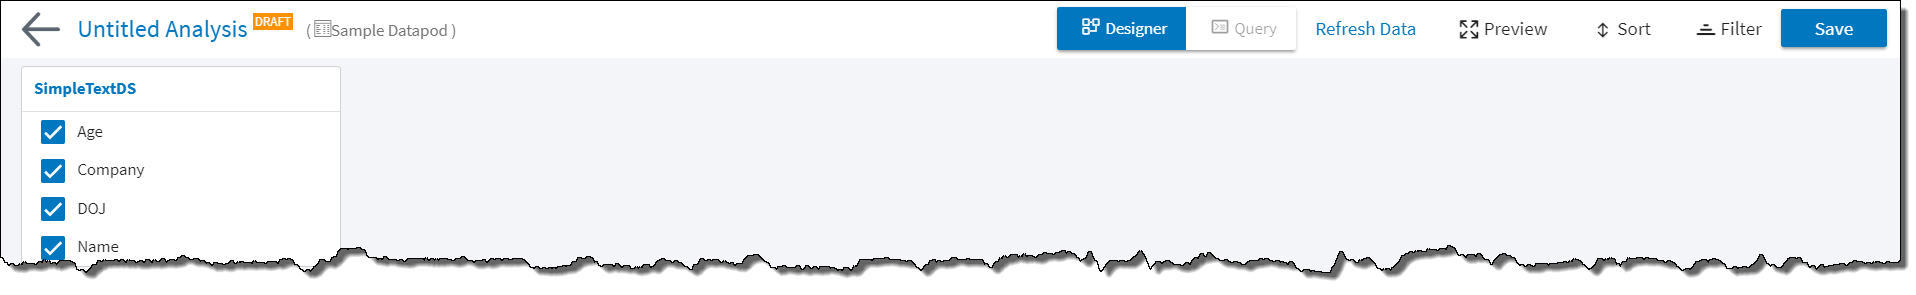 Untitled Analysis DRAFT ( Sample Datapod ) Designer Query Refresh Data Preview Sort Filter Save
SimpleTextDS
Age
Company
DOJ
Name